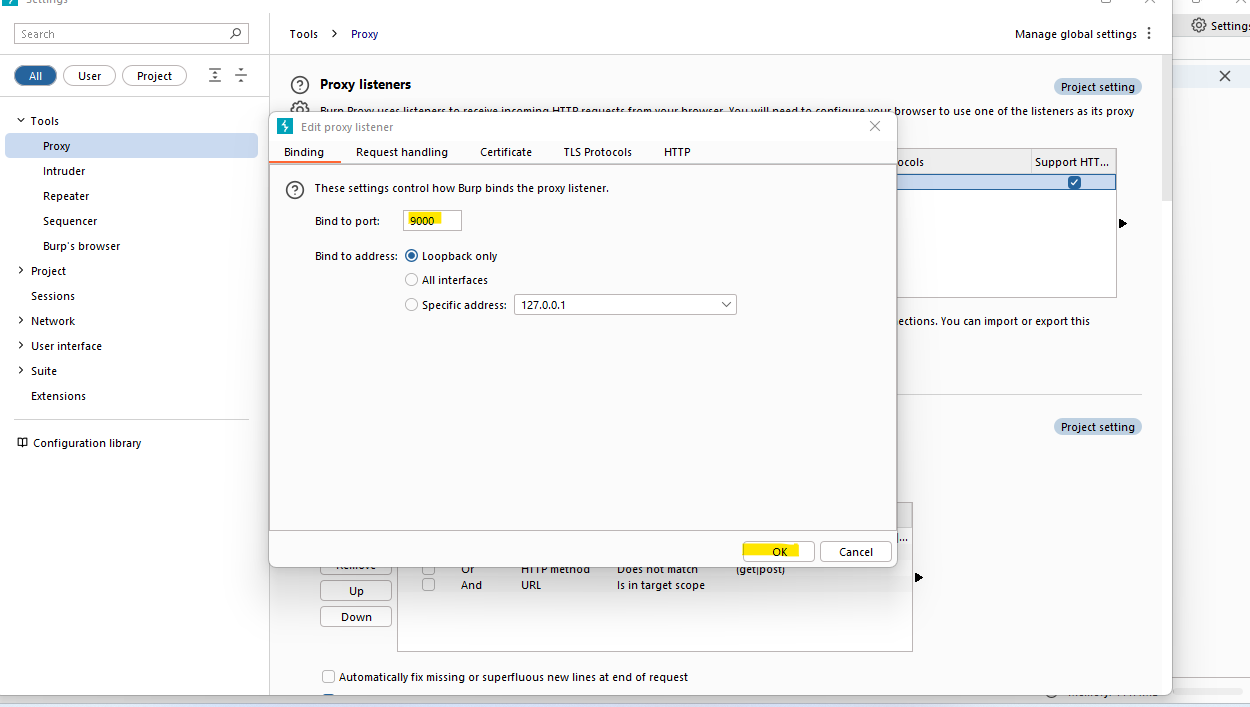 Settings
Search
Tools > Proxy
Manage global settings
Settings
All
User
Project
Proxy listeners
Project setting
Burp Proxy uses listeners to receive incoming HTTP requests from your browser. You will need to configure your browser to use one of the listeners as its proxy
Tools
Proxy
Intruder
Repeater
Sequencer
Burp's browser
Project
Sessions
Network
User interface
Suite
Extensions
Configuration library
Edit proxy listener
Binding
Request handling
Certificate
TLS Protocols
HTTP
ocols
Support HTT...
These settings control how Burp binds the proxy listener.
Bind to port: 9000
Bind to address: Loopback only
All interfaces
Specific address: 127.0.0.1
ections. You can import or export this
Project setting
OK
Cancel
Remove
Or HTTP method Does not match (get|post)
Up
And URL Is in target scope
Down
Automatically fix missing or superfluous new lines at end of request